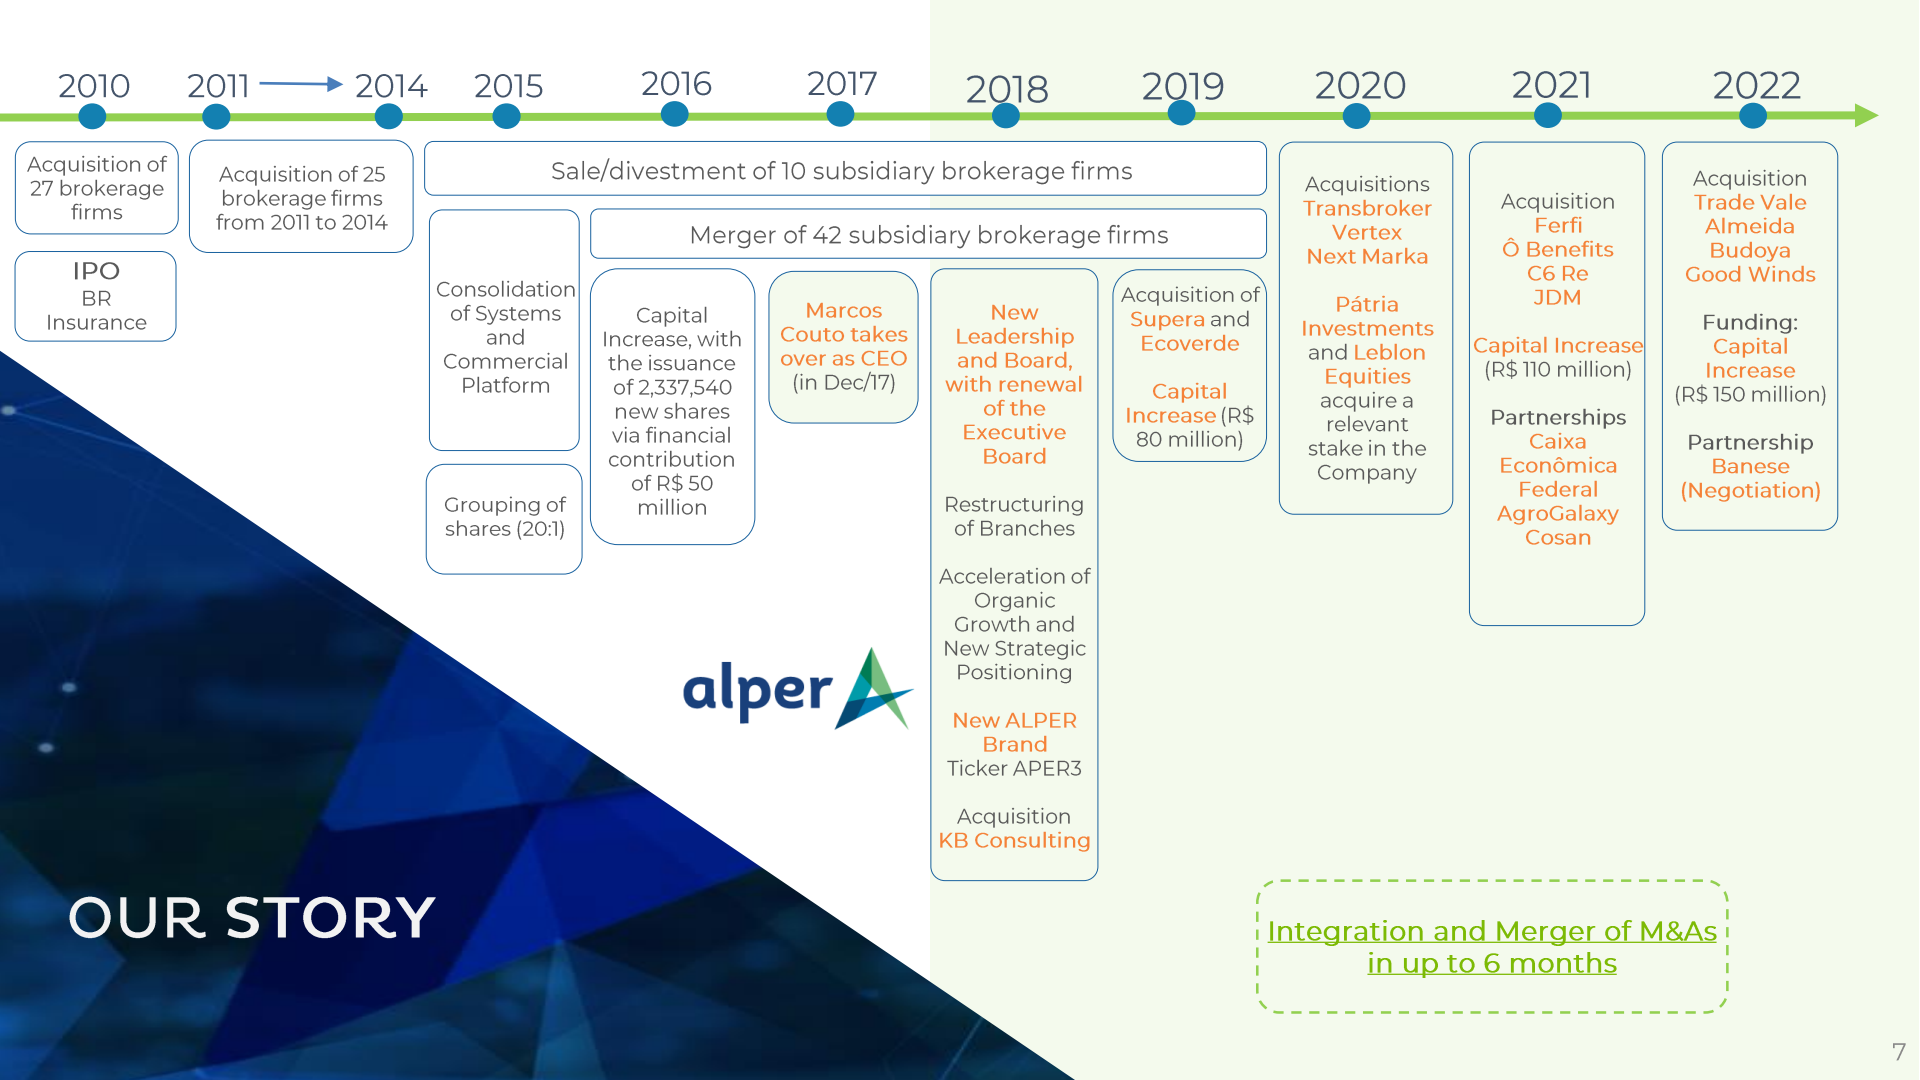 2010
2011
2014
2015
2016
2017
2018
2019
2020
2021
2022
Acquisition of
27 brokerage
firms
IPO
BR
Insurance
Acquisition of 25
brokerage firms
from 2011 to 2014
Sale/divestment of 10 subsidiary brokerage firms
Merger of 42 subsidiary brokerage firms
Consolidation
of Systems
and
Commercial
Platform
Grouping of
shares (20:1)
Capital
Increase, with
the issuance
of 2,337,540
new shares
via financial
contribution
of R$ 50
million
Marcos
Couto takes
over as CEO
(in Dec/17)
New
Leadership
and Board,
with renewal
of the
Executive
Board
Restructuring
of Branches
Acceleration of
Organic
Growth and
New Strategic
Positioning
New ALPER
Brand
Ticker APER3
Acquisition
KB Consulting
Acquisition of
Supera and
Ecoverde
Capital
Increase (R$
80 million)
Acquisitions
Transbroker
Vertex
Next Marka
Pátria
Investments
and Leblon
Equities
acquire a
relevant
stake in the
Company
Acquisition
Ferfi
Ô Benefits
C6 Re
JDM
Capital Increase
(R$ 110 million)
Partnerships
Caixa
Econômica
Federal
AgroGalaxy
Cosan
Acquisition
Trade Vale
Almeida
Budoya
Good Winds
Funding:
Capital
Increase
(R$ 150 million)
Partnership
Banese
(Negotiation)
alper
OUR STORY
Integration and Merger of M&As
in up to 6 months
7